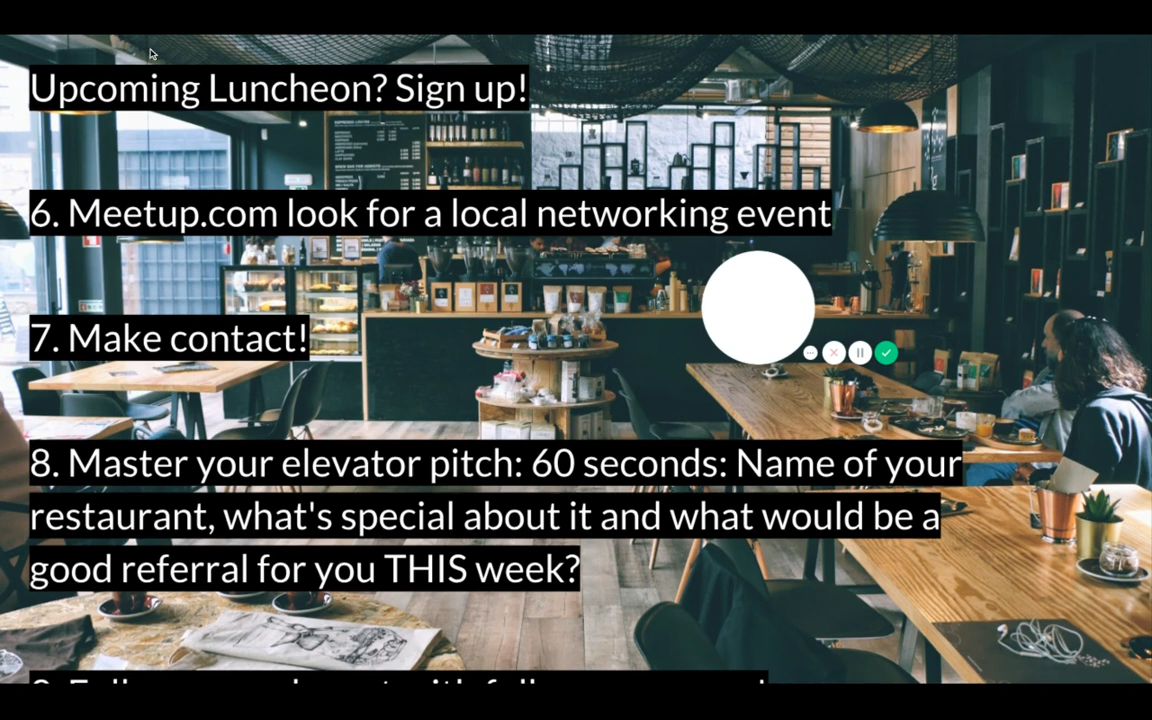 Upcoming Luncheon? Sign up!
6. Meetup.com look for a local networking event
7. Make contact!
8. Master your elevator pitch: 60 seconds: Name of your
restaurant, what's special about it and what would be a
good referral for you THIS week?